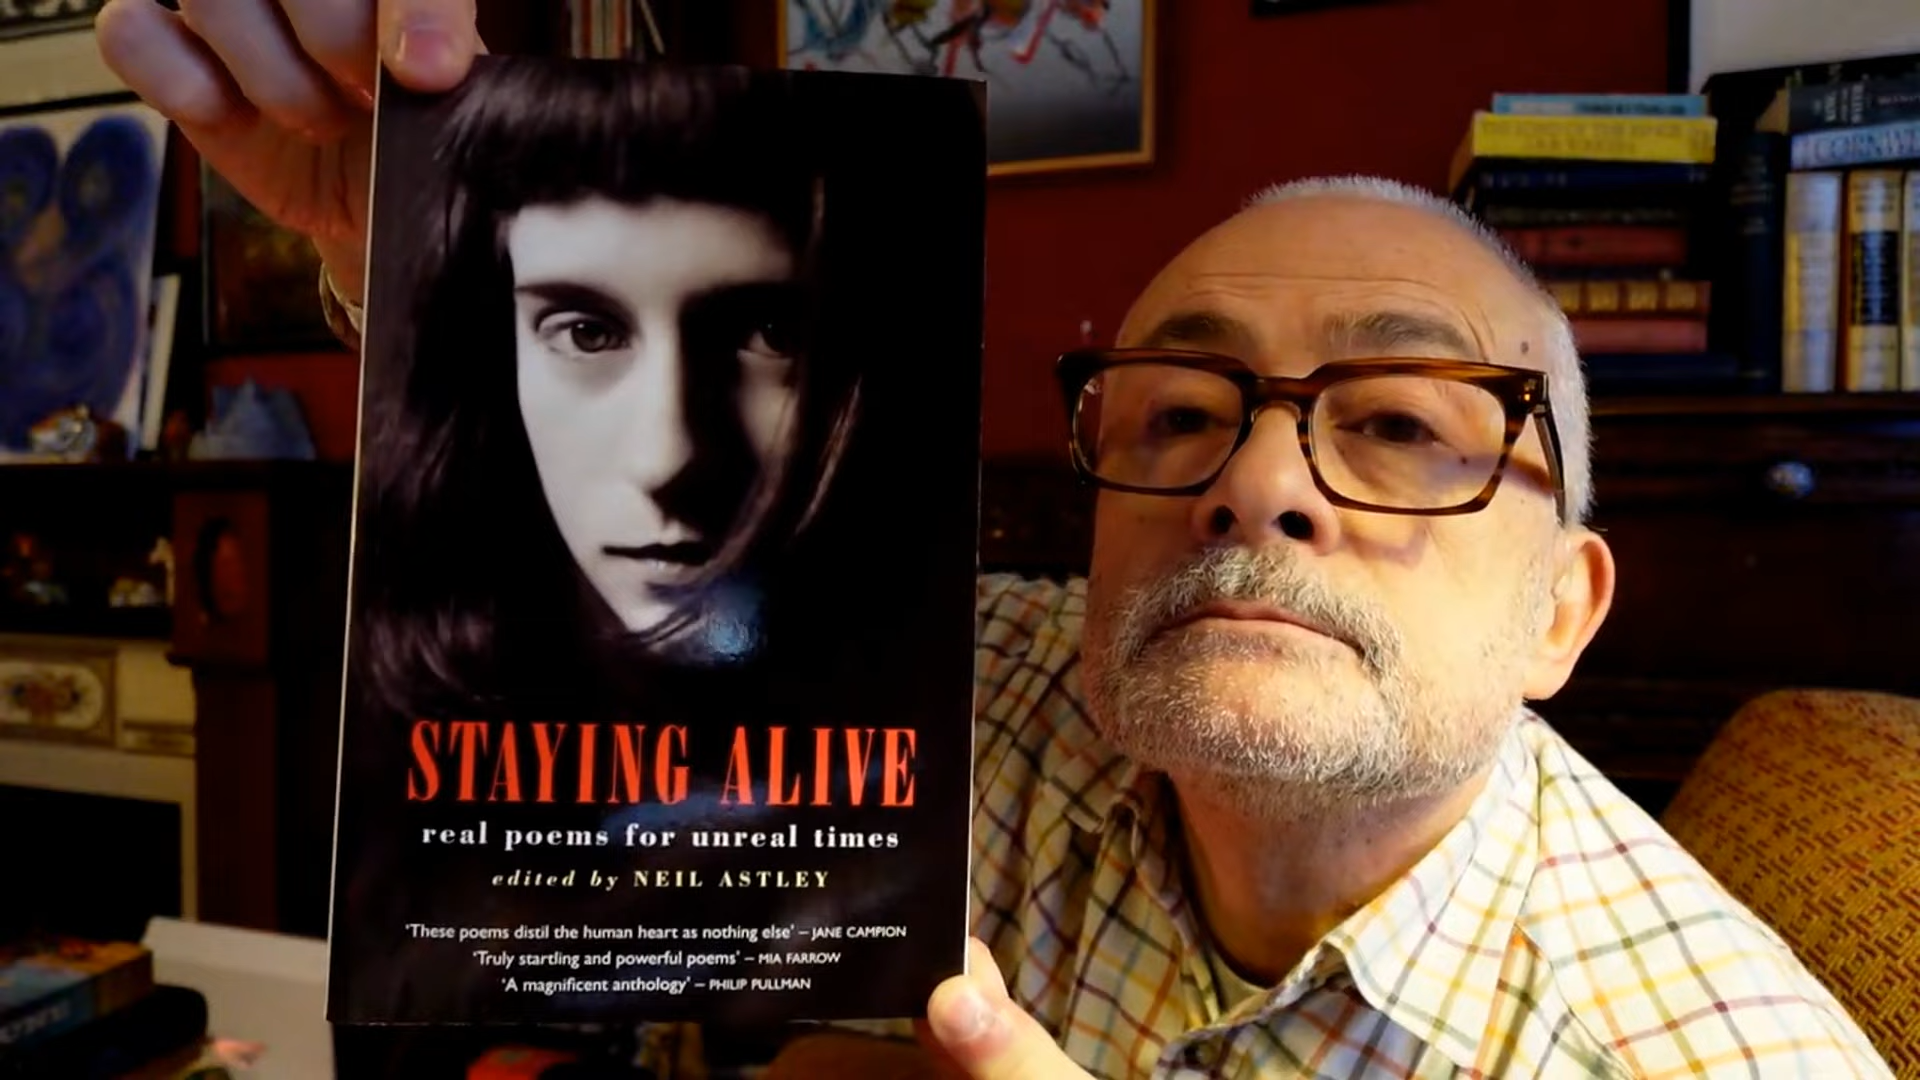 STAYING ALIVE
real poems for unreal times
edited by NEIL ASTLEY
'These poems distil the human heart as nothing else' – JANE CAMPION
'Truly startling and powerful poems' – MIA FARROW
'A magnificent anthology' – PHILIP PULLMAN